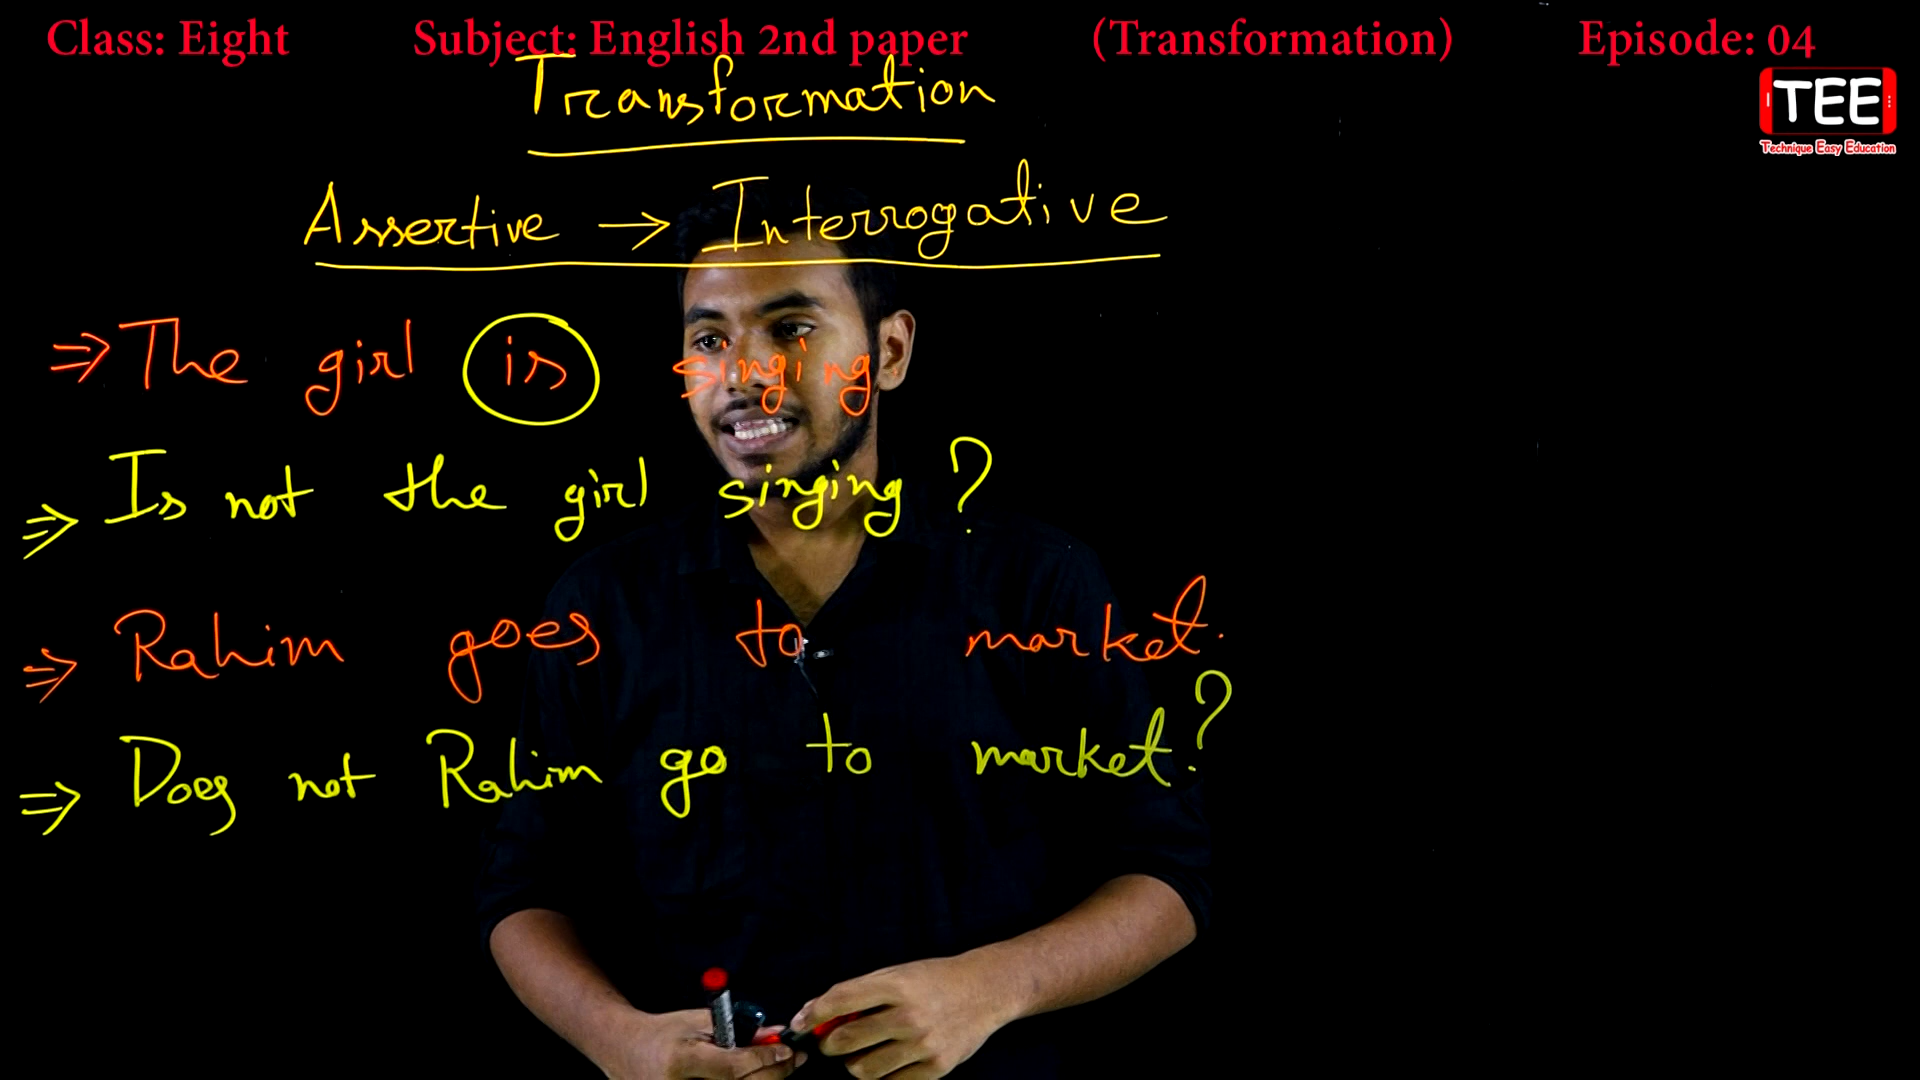 Class: Eight Subject: English 2nd paper (Transformation) Episode: 04
TEE
Technique Easy Education
Transformation
Assertive → Interrogative
⇒ The girl is singing
⇒ Is not the girl singing ?
⇒ Rahim goes to market.
⇒ Does not Rahim go to market?